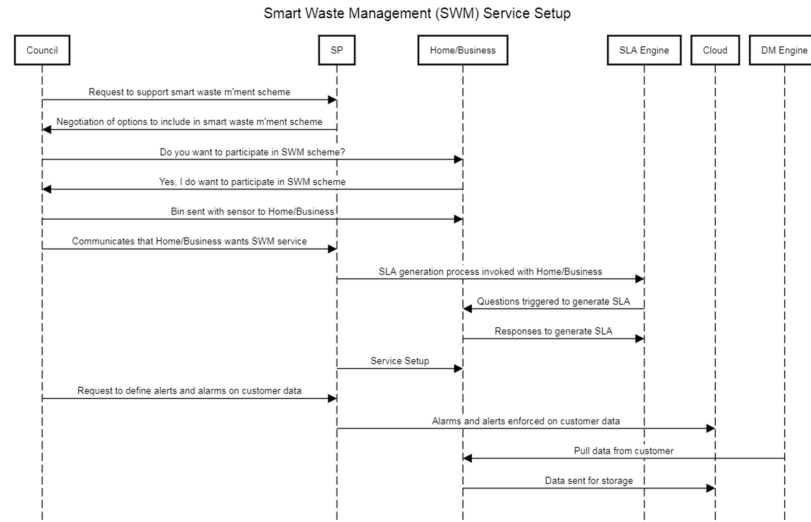 Smart Waste Management (SWM) Service Setup
Council
SP
Home/Business
SLA Engine
Cloud
DM Engine
Request to support smart waste m'ment scheme
Negotiation of options to include in smart waste m'ment scheme
Do you want to participate in SWM scheme?
Yes, I do want to participate in SWM scheme
Bin sent with sensor to Home/Business
Communicates that Home/Business wants SWM service
SLA generation process invoked with Home/Business
Questions triggered to generate SLA
Responses to generate SLA
Service Setup
Request to define alerts and alarms on customer data
Alarms and alerts enforced on customer data
Pull data from customer
Data sent for storage